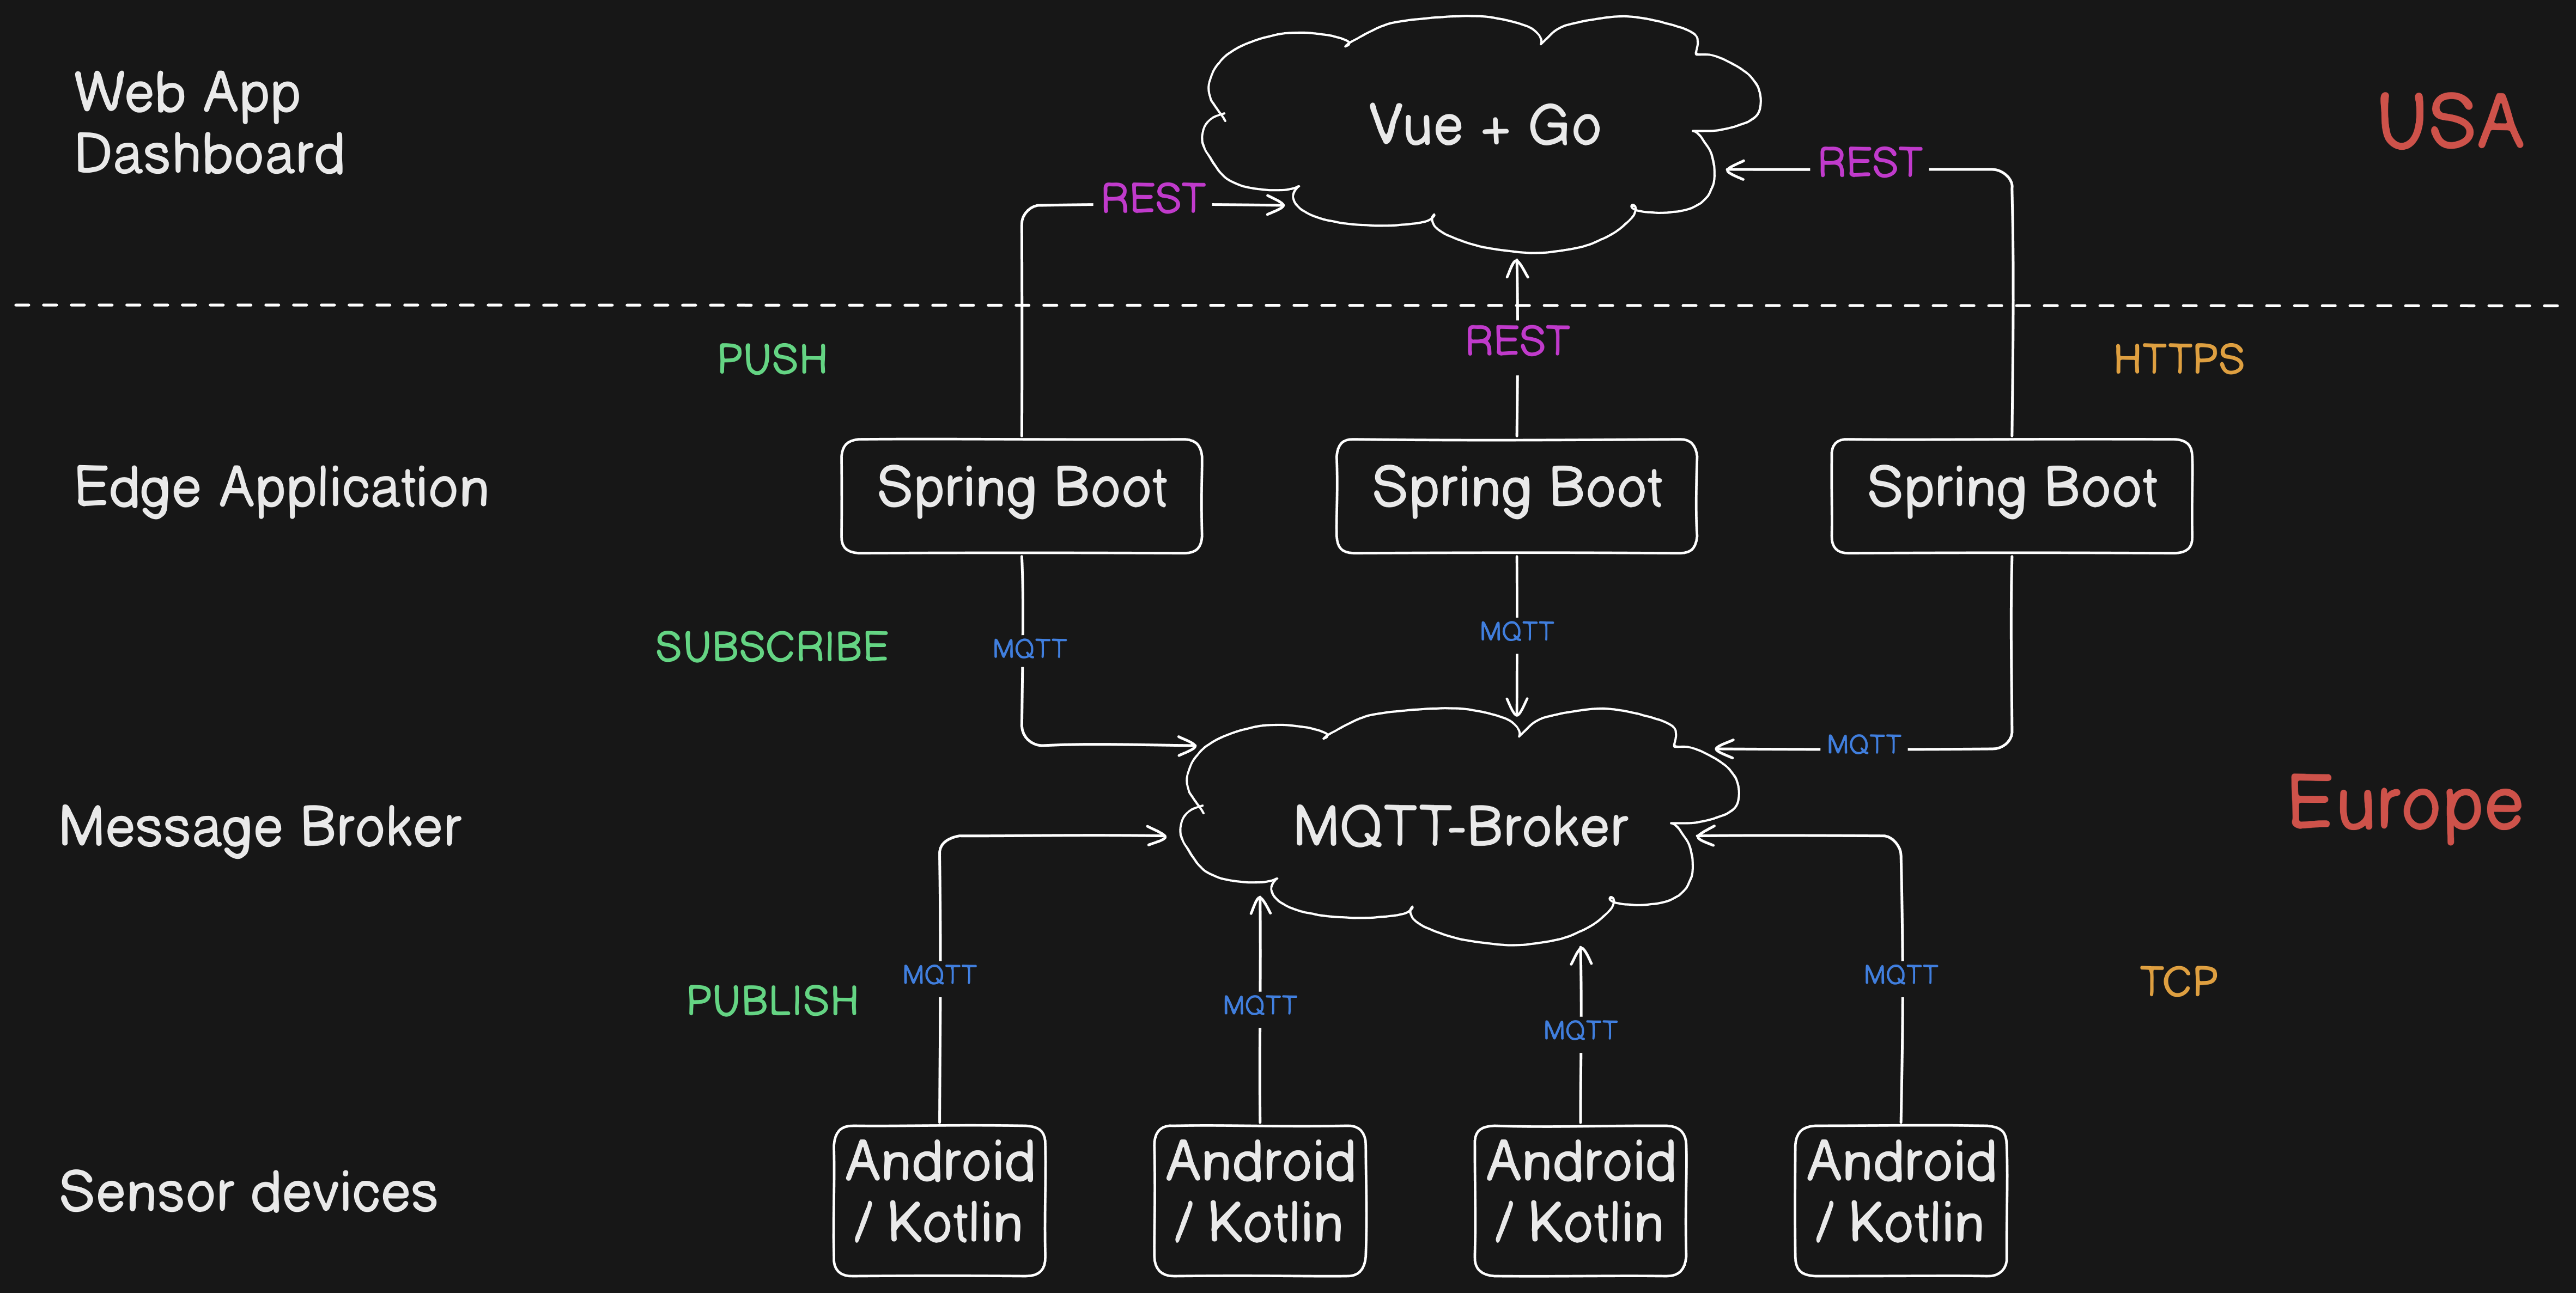 Web App
Dashboard
Vue + Go
USA
REST
REST
REST
PUSH
HTTPS
Edge Application
Spring Boot
Spring Boot
Spring Boot
SUBSCRIBE
MQTT
MQTT
MQTT
Message Broker
MQTT-Broker
Europe
PUBLISH
MQTT
MQTT
MQTT
MQTT
TCP
Sensor devices
Android
/ Kotlin
Android
/ Kotlin
Android
/ Kotlin
Android
/ Kotlin